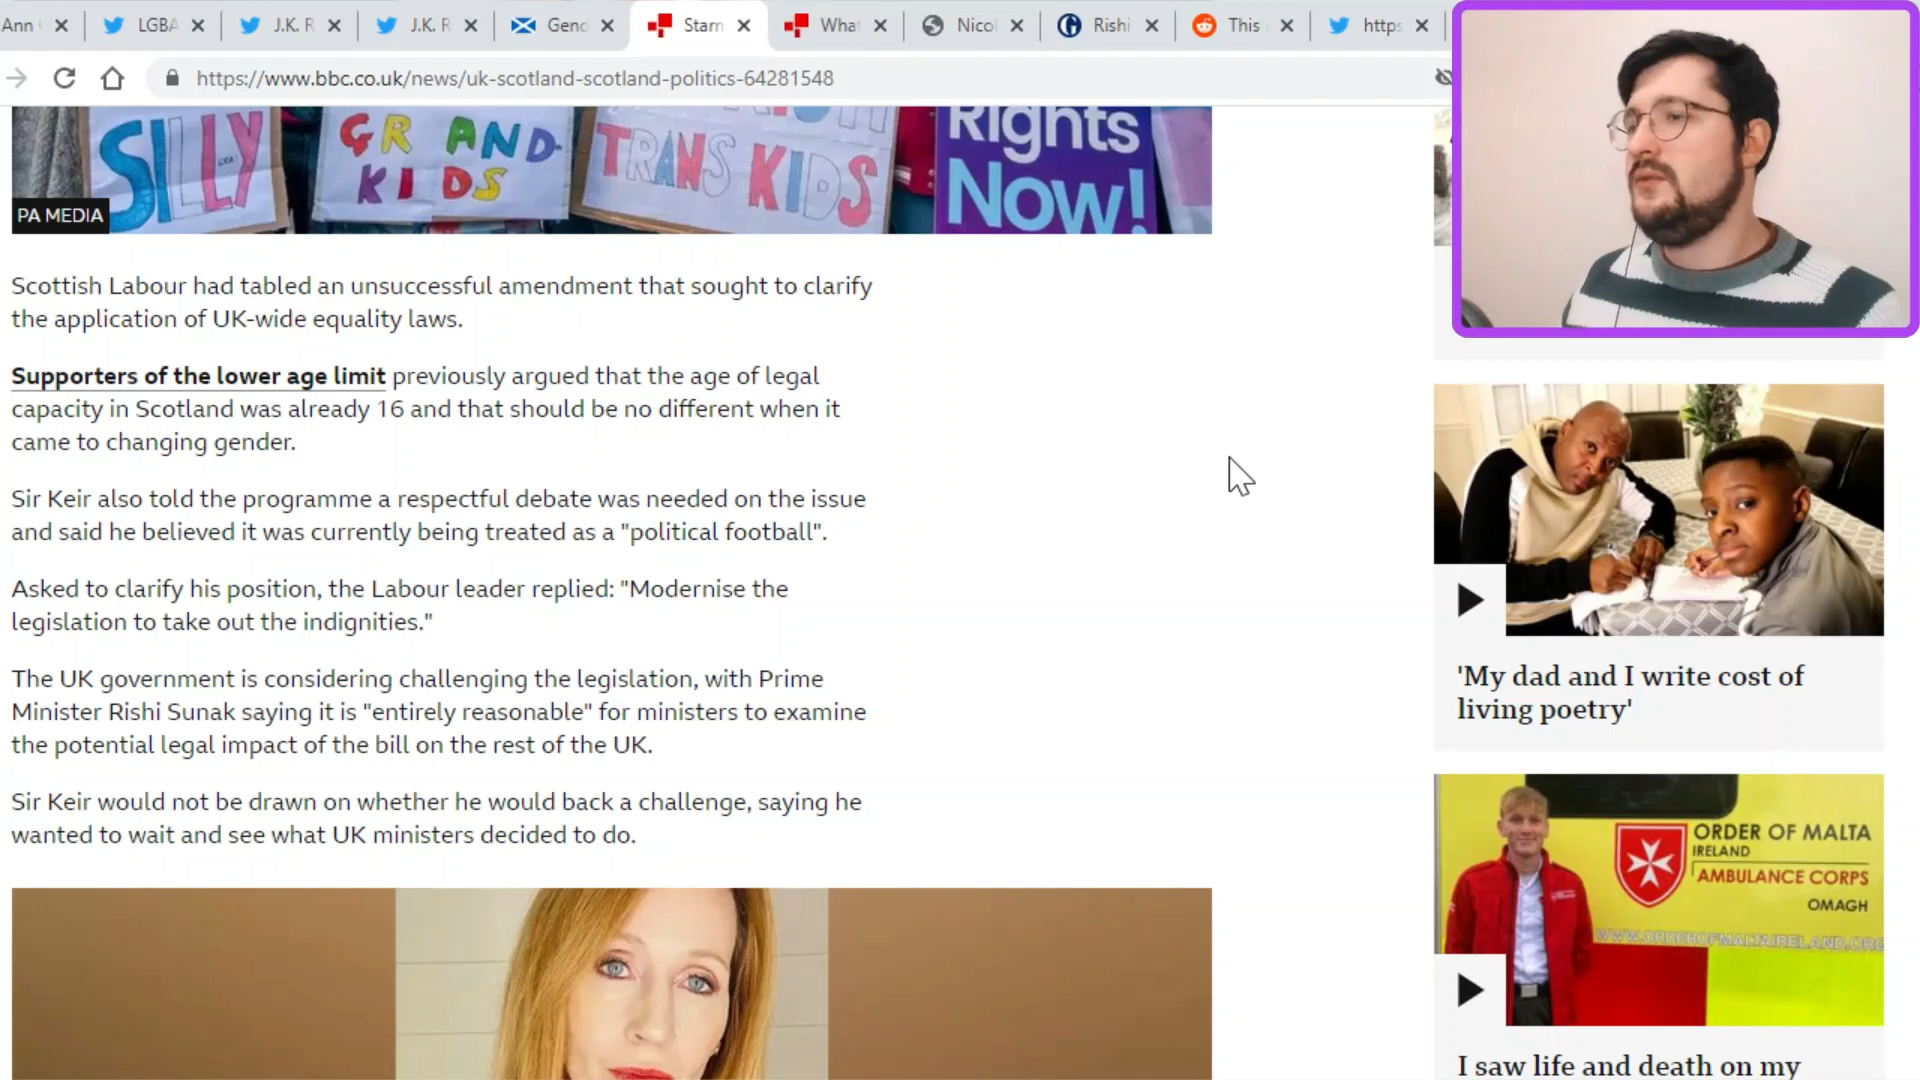 Ann
LGBA
J.K. R
J.K. R
Gend
Starn
What
Nicol
Rishi
This
https
https://www.bbc.co.uk/news/uk-scotland-scotland-politics-64281548
SILLY
GRAND-
KIDS
TRANS KIDS
Rights
Now!
PA MEDIA
Scottish Labour had tabled an unsuccessful amendment that sought to clarify
the application of UK-wide equality laws.
Supporters of the lower age limit previously argued that the age of legal
capacity in Scotland was already 16 and that should be no different when it
came to changing gender.
Sir Keir also told the programme a respectful debate was needed on the issue
and said he believed it was currently being treated as a "political football".
Asked to clarify his position, the Labour leader replied: "Modernise the
legislation to take out the indignities."
The UK government is considering challenging the legislation, with Prime
Minister Rishi Sunak saying it is "entirely reasonable" for ministers to examine
the potential legal impact of the bill on the rest of the UK.
Sir Keir would not be drawn on whether he would back a challenge, saying he
wanted to wait and see what UK ministers decided to do.
'My dad and I write cost of
living poetry'
ORDER OF MALTA
IRELAND
AMBULANCE CORPS
OMAGH
WWW.ORDEROFMALTAIRELAND.ORG
I saw life and death on my